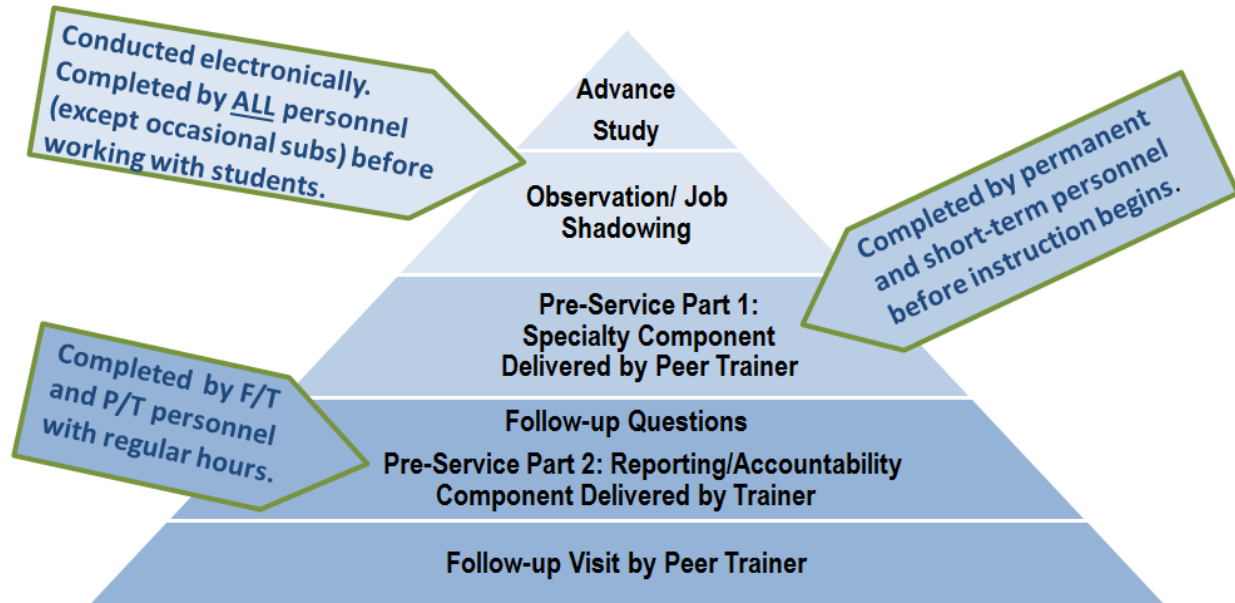 Conducted electronically.
Completed by ALL personnel
(except occasional subs) before
working with students.
Advance
Study
Observation/ Job
Shadowing
Completed by permanent
and short-term personnel
before instruction begins.
Pre-Service Part 1:
Specialty Component
Delivered by Peer Trainer
Completed by F/T
and P/T personnel
with regular hours.
Follow-up Questions
Pre-Service Part 2: Reporting/Accountability
Component Delivered by Trainer
Follow-up Visit by Peer Trainer